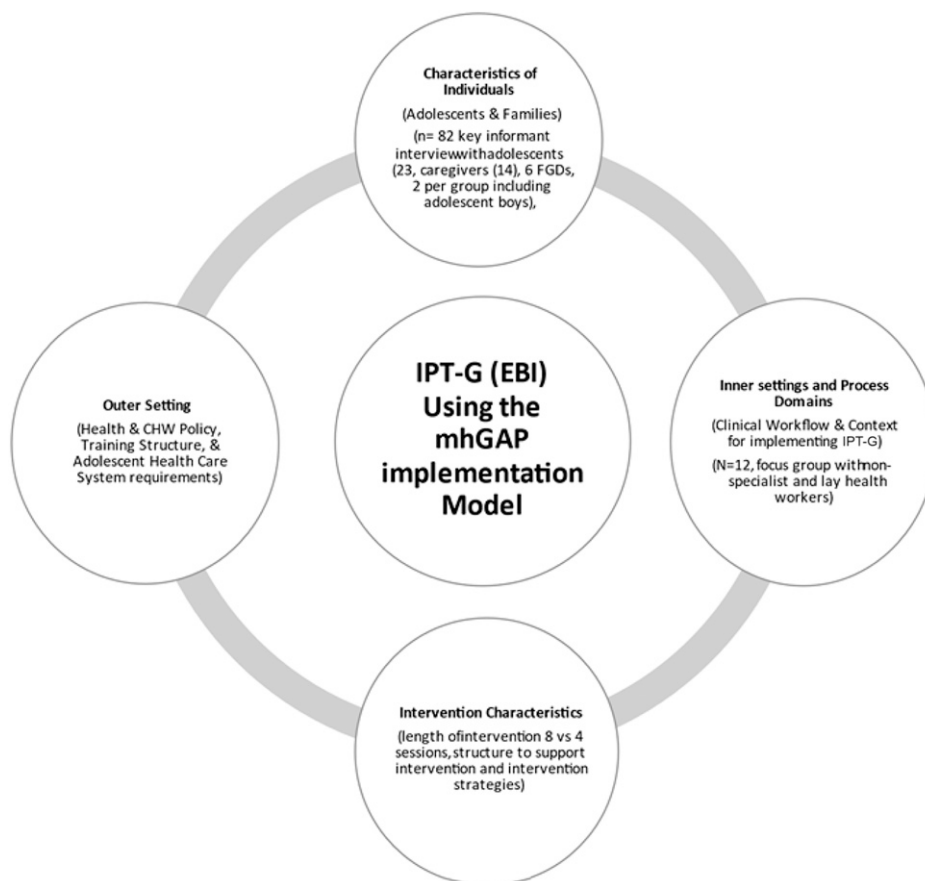 Characteristics of
Individuals
(Adolescents & Families)
(n= 82 key informant
interviewwithadolescents
(23, caregivers (14), 6 FGDs,
2 per group including
adolescent boys),
Outer Setting
(Health & CHW Policy,
Training Structure, &
Adolescent Health Care
System requirements)
IPT-G (EBI)
Using the
mhGAP
implementation
Model
Inner settings and Process
Domains
(Clinical Workflow & Context
for implementing IPT-G)
(N=12, focus group withnon-
specialist and lay health
workers)
Intervention Characteristics
(length ofintervention 8 vs 4
sessions, structure to support
intervention and intervention
strategies)